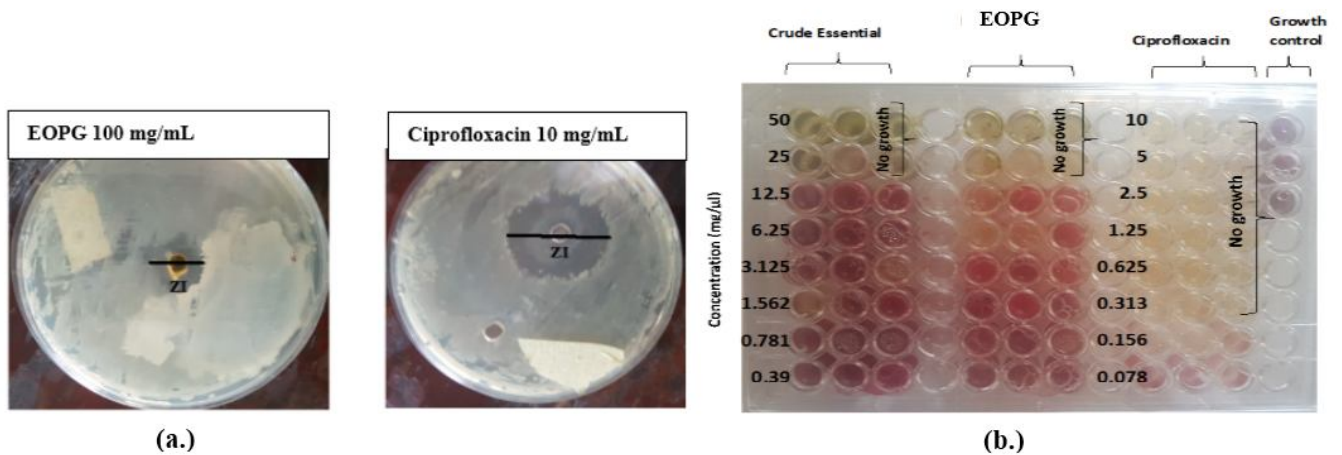 EOPG 100 mg/mL
ZI
Ciprofloxacin 10 mg/mL
ZI
(a.)
Crude Essential
EOPG
Ciprofloxacin
Growth
control
Concentration (mg/µl)
50
25
12.5
6.25
3.125
1.562
0.781
0.39
No growth
No growth
10
5
2.5
1.25
0.625
0.313
0.156
0.078
No growth
(b.)